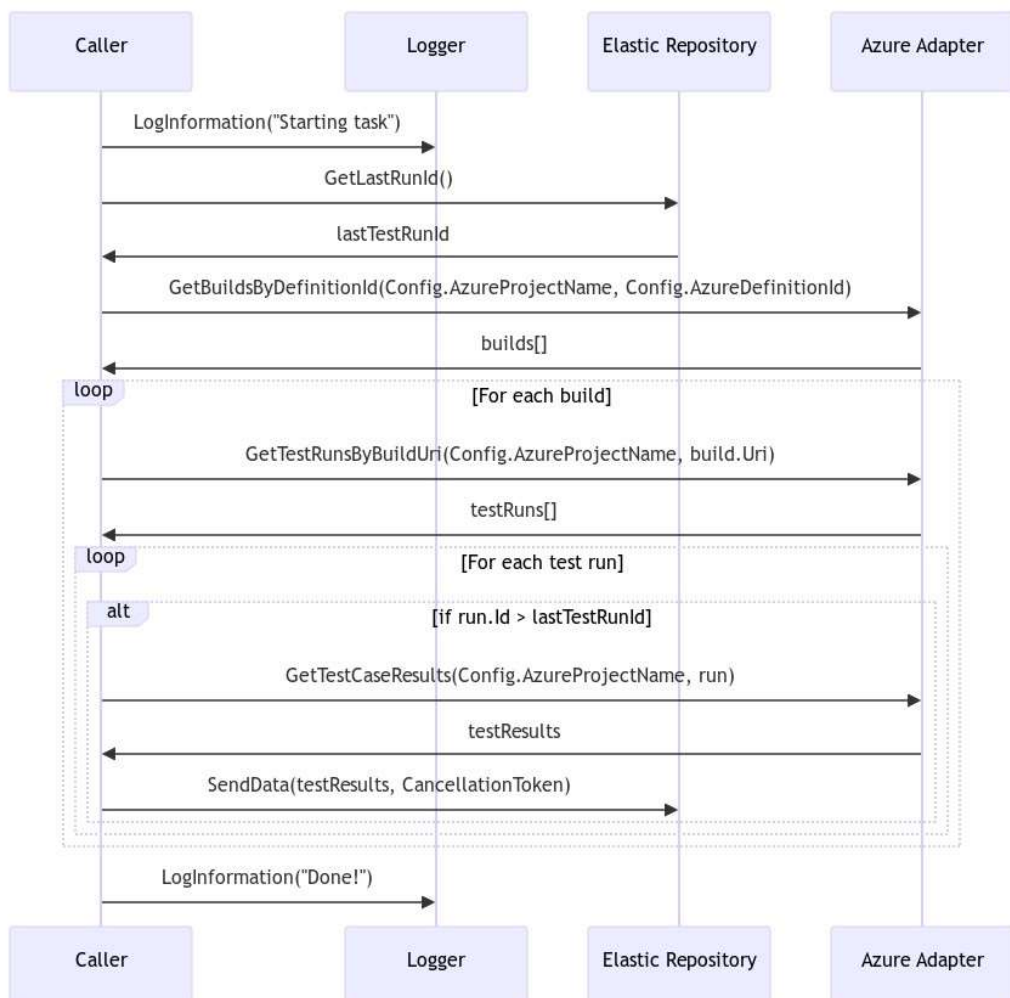 Caller Logger Elastic Repository Azure Adapter
LogInformation("Starting task")
GetLastRunId()
lastTestRunId
GetBuildsByDefinitionId(Config.AzureProjectName, Config.AzureDefinitionId)
builds[]
loop [For each build]
GetTestRunsByBuildUri(Config.AzureProjectName, build.Uri)
testRuns[]
loop [For each test run]
alt [if run.Id > lastTestRunId]
GetTestCaseResults(Config.AzureProjectName, run)
testResults
SendData(testResults, CancellationToken)
LogInformation("Done!")
Caller Logger Elastic Repository Azure Adapter